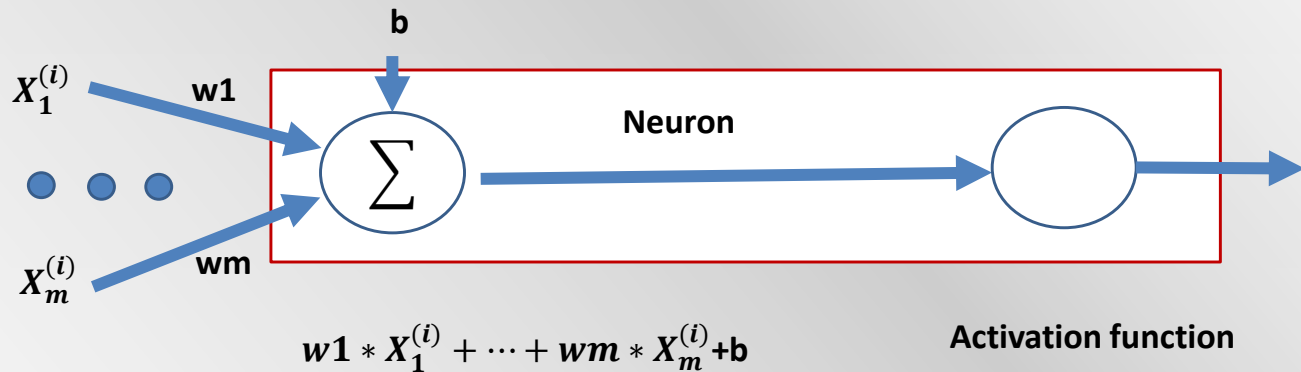 b
X_1^{(i)}
w1
Neuron
∑
X_m^{(i)}
wm
w1 * X_1^{(i)} + ⋯ + wm * X_m^{(i)}+b
Activation function